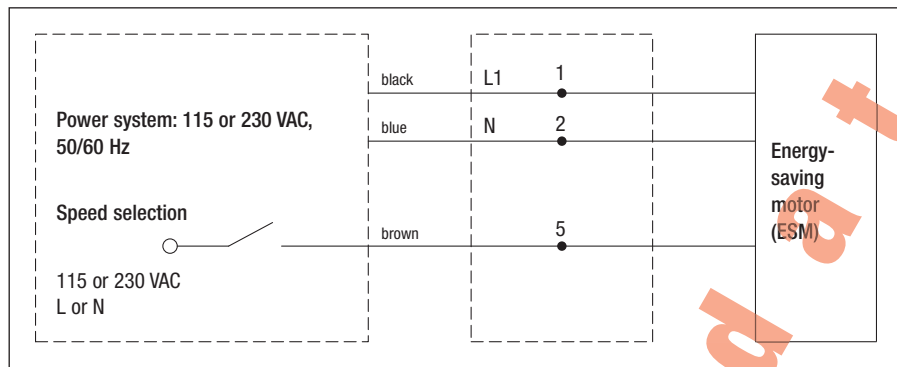 black
L1
1
Power system: 115 or 230 VAC,
50/60 Hz
blue
N
2
Energy-
saving
motor
(ESM)
Speed selection
brown
5
115 or 230 VAC
L or N
d a t